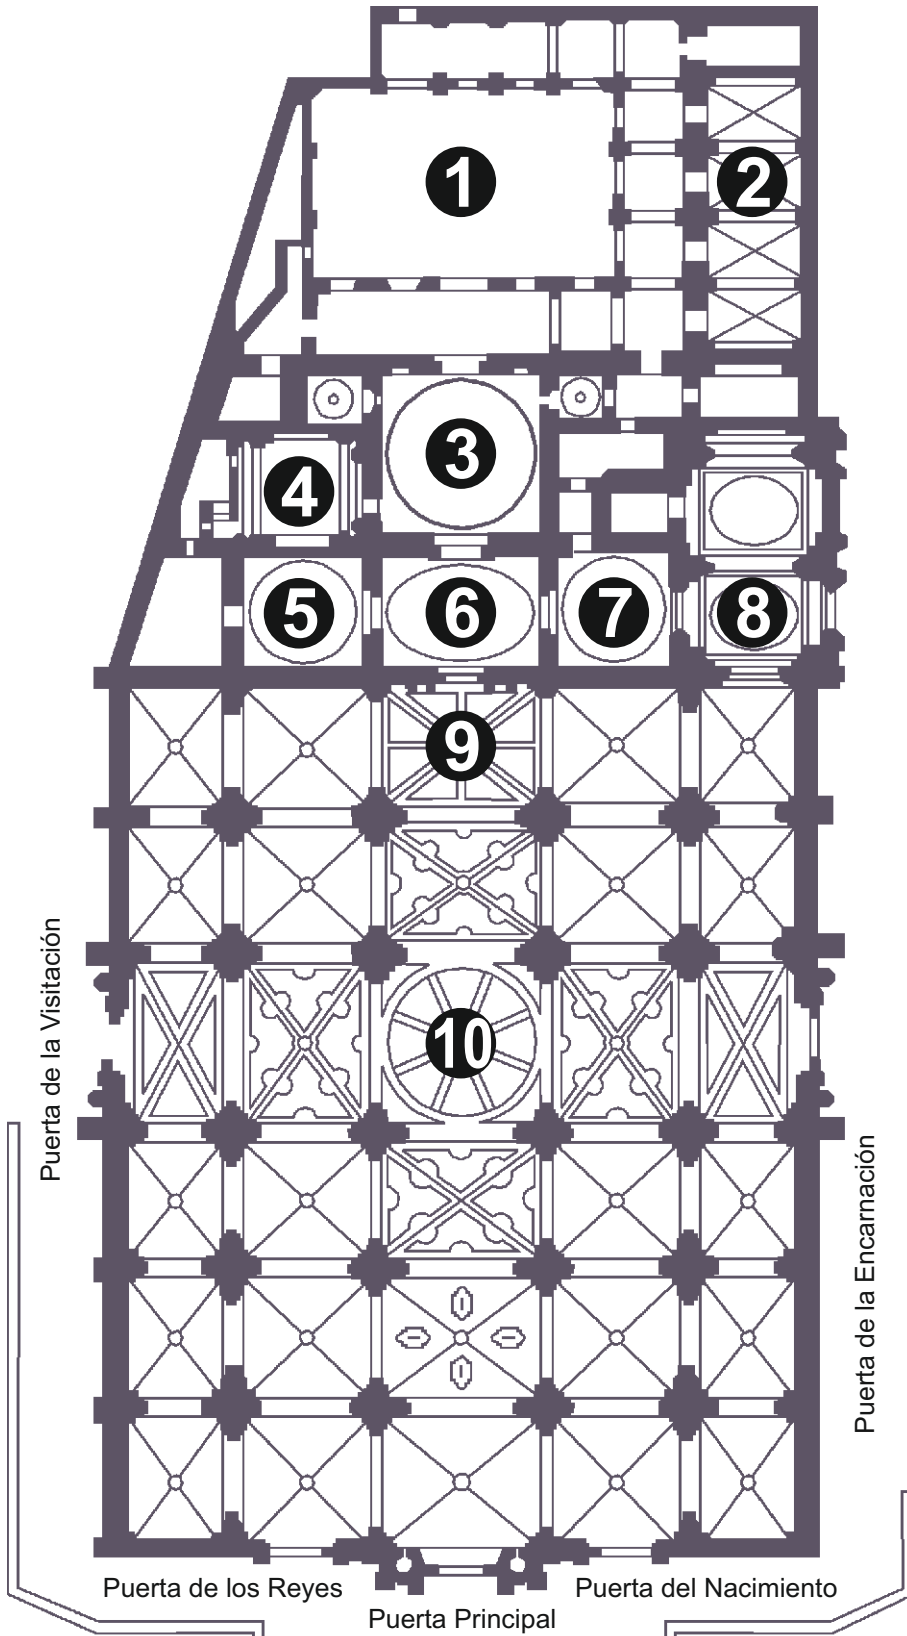 1
2
3
4
5
6
7
8
9
10
Puerta de la Visitación
Puerta de la Encarnación
Puerta de los Reyes
Puerta del Nacimiento
Puerta Principal